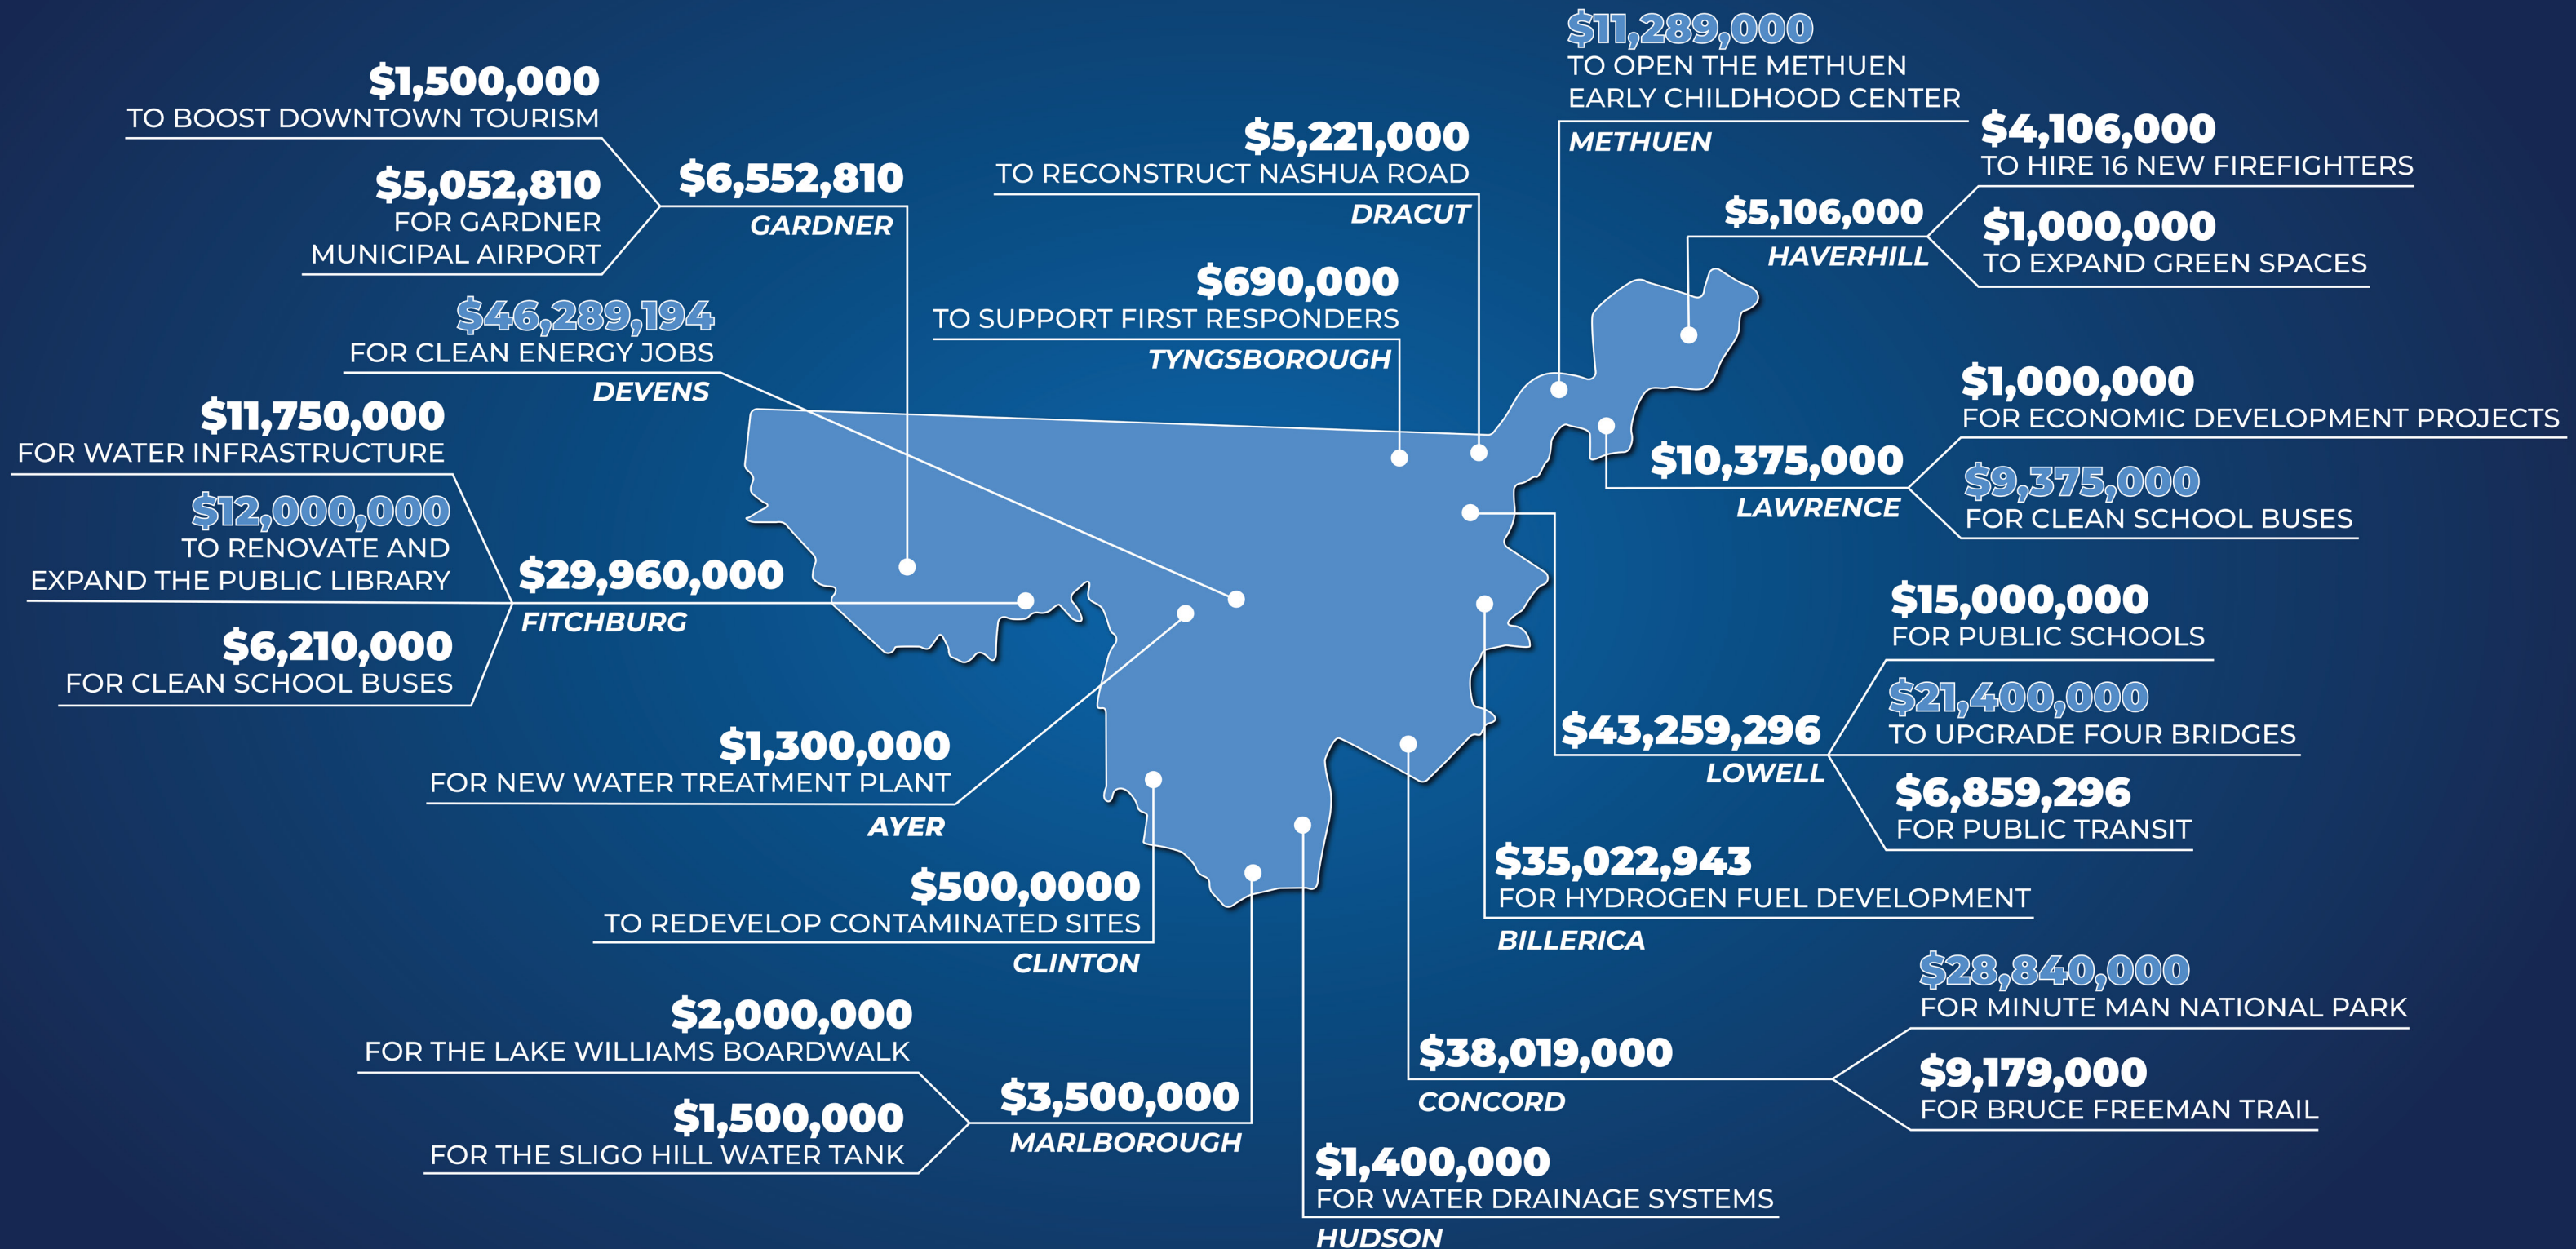 $1,500,000
TO BOOST DOWNTOWN TOURISM
$5,052,810
FOR GARDNER
MUNICIPAL AIRPORT
$6,552,810
GARDNER
$46,289,194
FOR CLEAN ENERGY JOBS
DEVENS
$11,750,000
FOR WATER INFRASTRUCTURE
$12,000,000
TO RENOVATE AND
EXPAND THE PUBLIC LIBRARY
$6,210,000
FOR CLEAN SCHOOL BUSES
$29,960,000
FITCHBURG
$1,300,000
FOR NEW WATER TREATMENT PLANT
AYER
$500,0000
TO REDEVELOP CONTAMINATED SITES
CLINTON
$2,000,000
FOR THE LAKE WILLIAMS BOARDWALK
$1,500,000
FOR THE SLIGO HILL WATER TANK
$3,500,000
MARLBOROUGH
$5,221,000
TO RECONSTRUCT NASHUA ROAD
DRACUT
$690,000
TO SUPPORT FIRST RESPONDERS
TYNGSBOROUGH
$11,289,000
TO OPEN THE METHUEN
EARLY CHILDHOOD CENTER
METHUEN
$5,106,000
HAVERHILL
$4,106,000
TO HIRE 16 NEW FIREFIGHTERS
$1,000,000
TO EXPAND GREEN SPACES
$10,375,000
LAWRENCE
$1,000,000
FOR ECONOMIC DEVELOPMENT PROJECTS
$9,375,000
FOR CLEAN SCHOOL BUSES
$43,259,296
LOWELL
$15,000,000
FOR PUBLIC SCHOOLS
$21,400,000
TO UPGRADE FOUR BRIDGES
$6,859,296
FOR PUBLIC TRANSIT
$35,022,943
FOR HYDROGEN FUEL DEVELOPMENT
BILLERICA
$38,019,000
CONCORD
$28,840,000
FOR MINUTE MAN NATIONAL PARK
$9,179,000
FOR BRUCE FREEMAN TRAIL
$1,400,000
FOR WATER DRAINAGE SYSTEMS
HUDSON